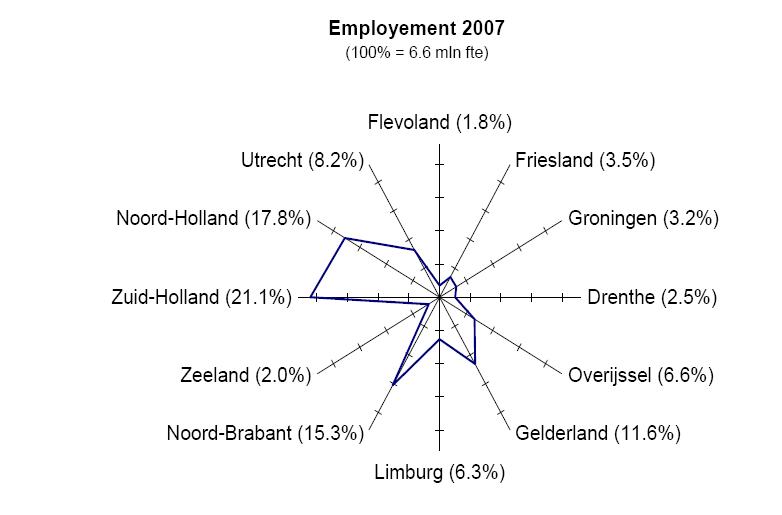 Employement 2007
(100% = 6.6 mln fte)
Flevoland (1.8%)
Utrecht (8.2%)
Friesland (3.5%)
Noord-Holland (17.8%)
Groningen (3.2%)
Zuid-Holland (21.1%)
Drenthe (2.5%)
Zeeland (2.0%)
Overijssel (6.6%)
Noord-Brabant (15.3%)
Gelderland (11.6%)
Limburg (6.3%)